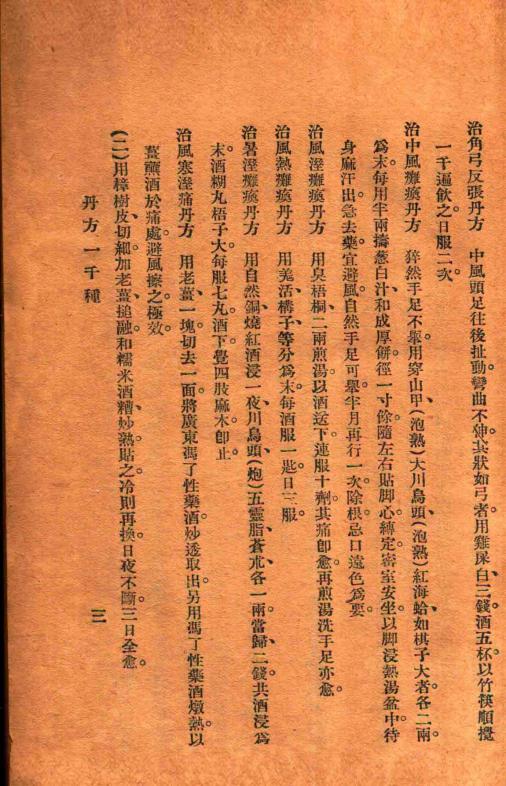 治角弓反張丹方　中風頭足往後扯動彎曲不伸。其狀如弓者用雞屎白三錢、酒五杯。以竹筷順攪
一千遍飲之。日服二次
治中風癱瘓丹方　猝然手足不舉。用穿山甲(泡熟)大川烏頭(泡熟)紅海蛤如棋子大者、各二兩
爲末。每用半兩、擣葱白汁和成厚餅徑一寸餘、隨左右貼脚心。縛定。密室安坐。以脚浸熱湯盆中。待
身麻汗出。急去藥。宜避風。自然手足可舉。半月再行一次除根。忌口遠色爲要。
治風溼癱瘓丹方　用臭梧桐二兩煎湯。以酒送下。連服十劑。其痛卽愈。再煎湯洗手足亦愈。
治風熱癱瘓丹方　用羌活、構子、等分爲末。每酒服一匙。日三服
治暑溼癱瘓丹方　用自然銅、燒紅酒浸一夜川烏頭(炮)五靈脂、蒼朮、各一兩、當歸、二錢、共酒浸爲
末。酒糊丸梧子大。每服七丸。酒下。覺四肢麻木卽止。
治風寒溼痛丹方　用老薑一塊。切去一面。將廣東馮了性藥酒炒透取出。另用馮了性藥酒燉熱。以
薑蘸酒於痛處。避風擦之。極效。
(二)用樟樹皮、切細。加老薑、搥融。和糯米酒糟、炒熟貼之。冷則再換。日夜不斷。三日全愈。
丹方一千種
三